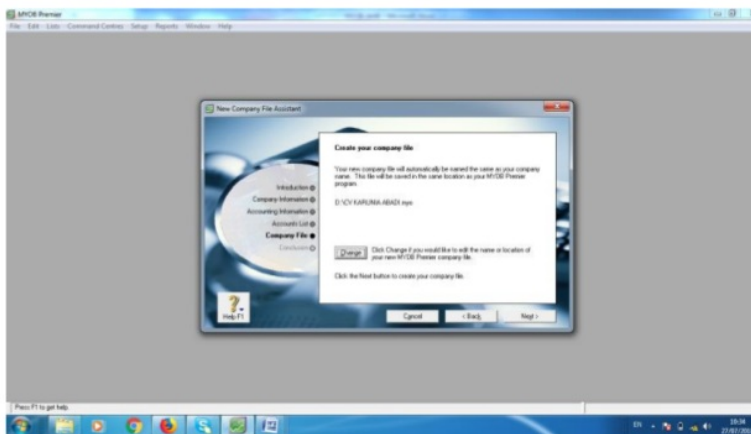 MYOB Premier
File Edit Lists Command Centres Setup Reports Window Help
New Company File Assistant
Create your company file
Your new company file will automatically be named the same as your company
name. This file will be saved in the same location as your MYOB Premier
program.
D:\CV KARUNIA ABADI.myo
Introduction
Company Information
Accounting Information
Accounts List
Company File
Conclusion
Change
Click Change if you would like to edit the name or location of
your new MYOB Premier company file.
Click the Next button to create your company file.
Help F1
Cancel
< Back
Next >
Press F1 to get help
EN